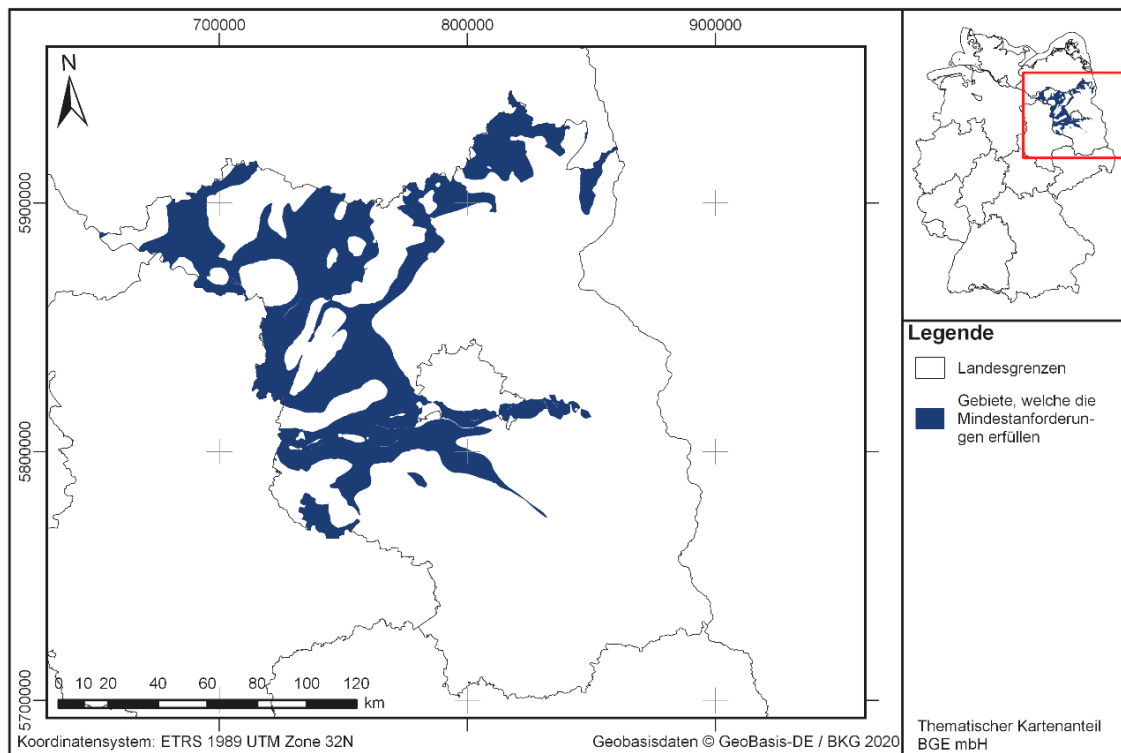 700000
800000
900000
N
5900000
5800000
5700000
0 10 20 40 60 80 100 120
km
Koordinatensystem: ETRS 1989 UTM Zone 32N
Geobasisdaten © GeoBasis-DE / BKG 2020
Legende
Landesgrenzen
Gebiete, welche die
Mindestanforderun-
gen erfüllen
Thematischer Kartenanteil
BGE mbH